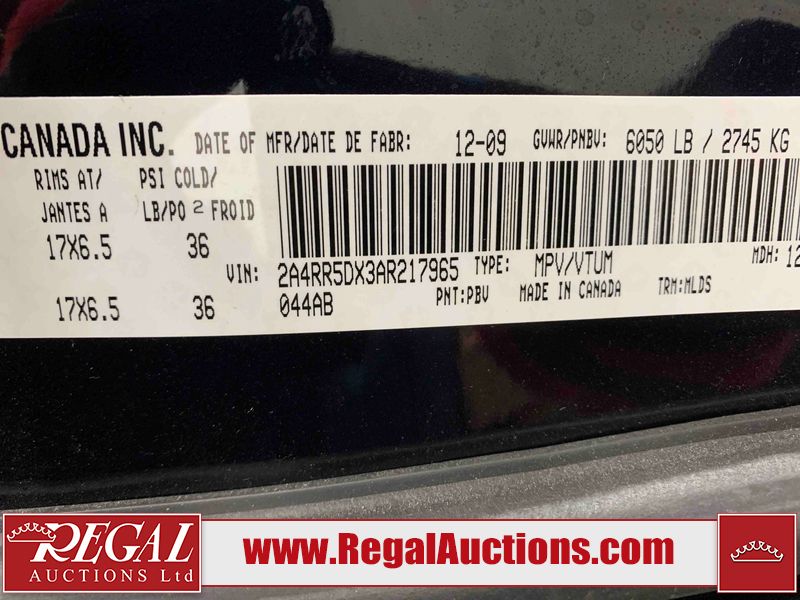 CANADA INC. DATE OF MFR/DATE DE FABR: 12-09 GVWR/PNBV: 6050 LB / 2745 KG
RIMS AT/ PSI COLD/
JANTES A LB/PO 2 FROID
17X6.5 36
VIN: 2A4RR5DX3AR217965 TYPE: MPV/VTUM MDH: 12
17X6.5 36 044AB PNT:PBV MADE IN CANADA TRM:MLDS
REGAL
AUCTIONS Ltd
www.RegalAuctions.com